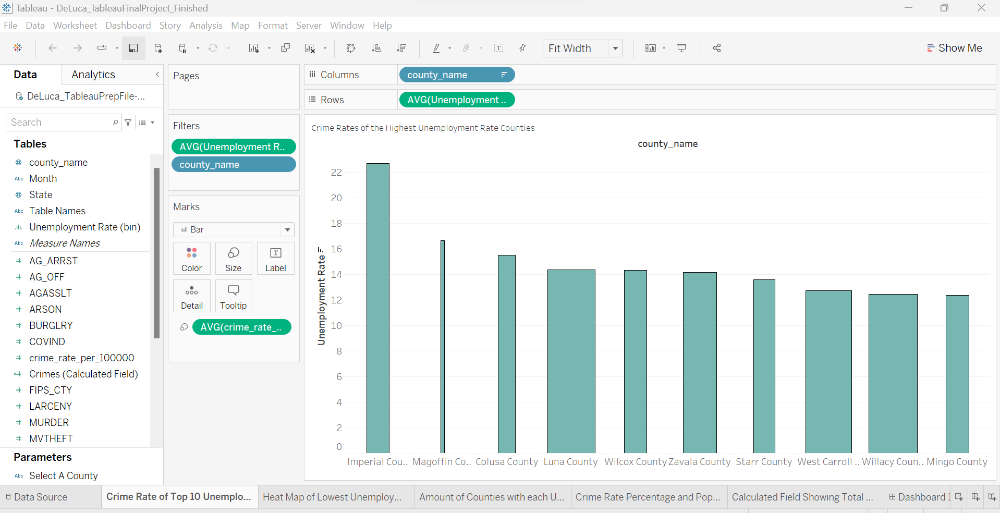 Tableau - DeLuca_TableauFinalProject_Finished
File Data Worksheet Dashboard Story Analysis Map Format Server Window Help
Fit Width
Show Me
Data Analytics
DeLuca_TableauPrepFile-...
Search
Tables
county_name
Abc Month
State
Abc Table Names
Unemployment Rate (bin)
Abc Measure Names
# AG_ARRST
# AG_OFF
# AGASSLT
# ARSON
# BURGLRY
# COVIND
# crime_rate_per_100000
=# Crimes (Calculated Field)
# FIPS_CTY
# LARCENY
# MURDER
# MVTHEFT
Parameters
Abc Select A County
Pages
Filters
AVG(Unemployment R..
county_name
Marks
Bar
Color Size Label
Detail Tooltip
AVG(crime_rate_..
Columns county_name
Rows AVG(Unemployment ..
Crime Rates of the Highest Unemployment Rate Counties
county_name
Unemployment Rate
22
20
18
16
14
12
10
8
6
4
2
0
Imperial Cou.. Magoffin Co.. Colusa County Luna County Wilcox County Zavala County Starr County West Carroll .. Willacy Coun.. Mingo County
Data Source Crime Rate of Top 10 Unemplo... Heat Map of Lowest Unemploy... Amount of Counties with each U... Crime Rate Percentage and Pop... Calculated Field Showing Total ... Dashboard 1